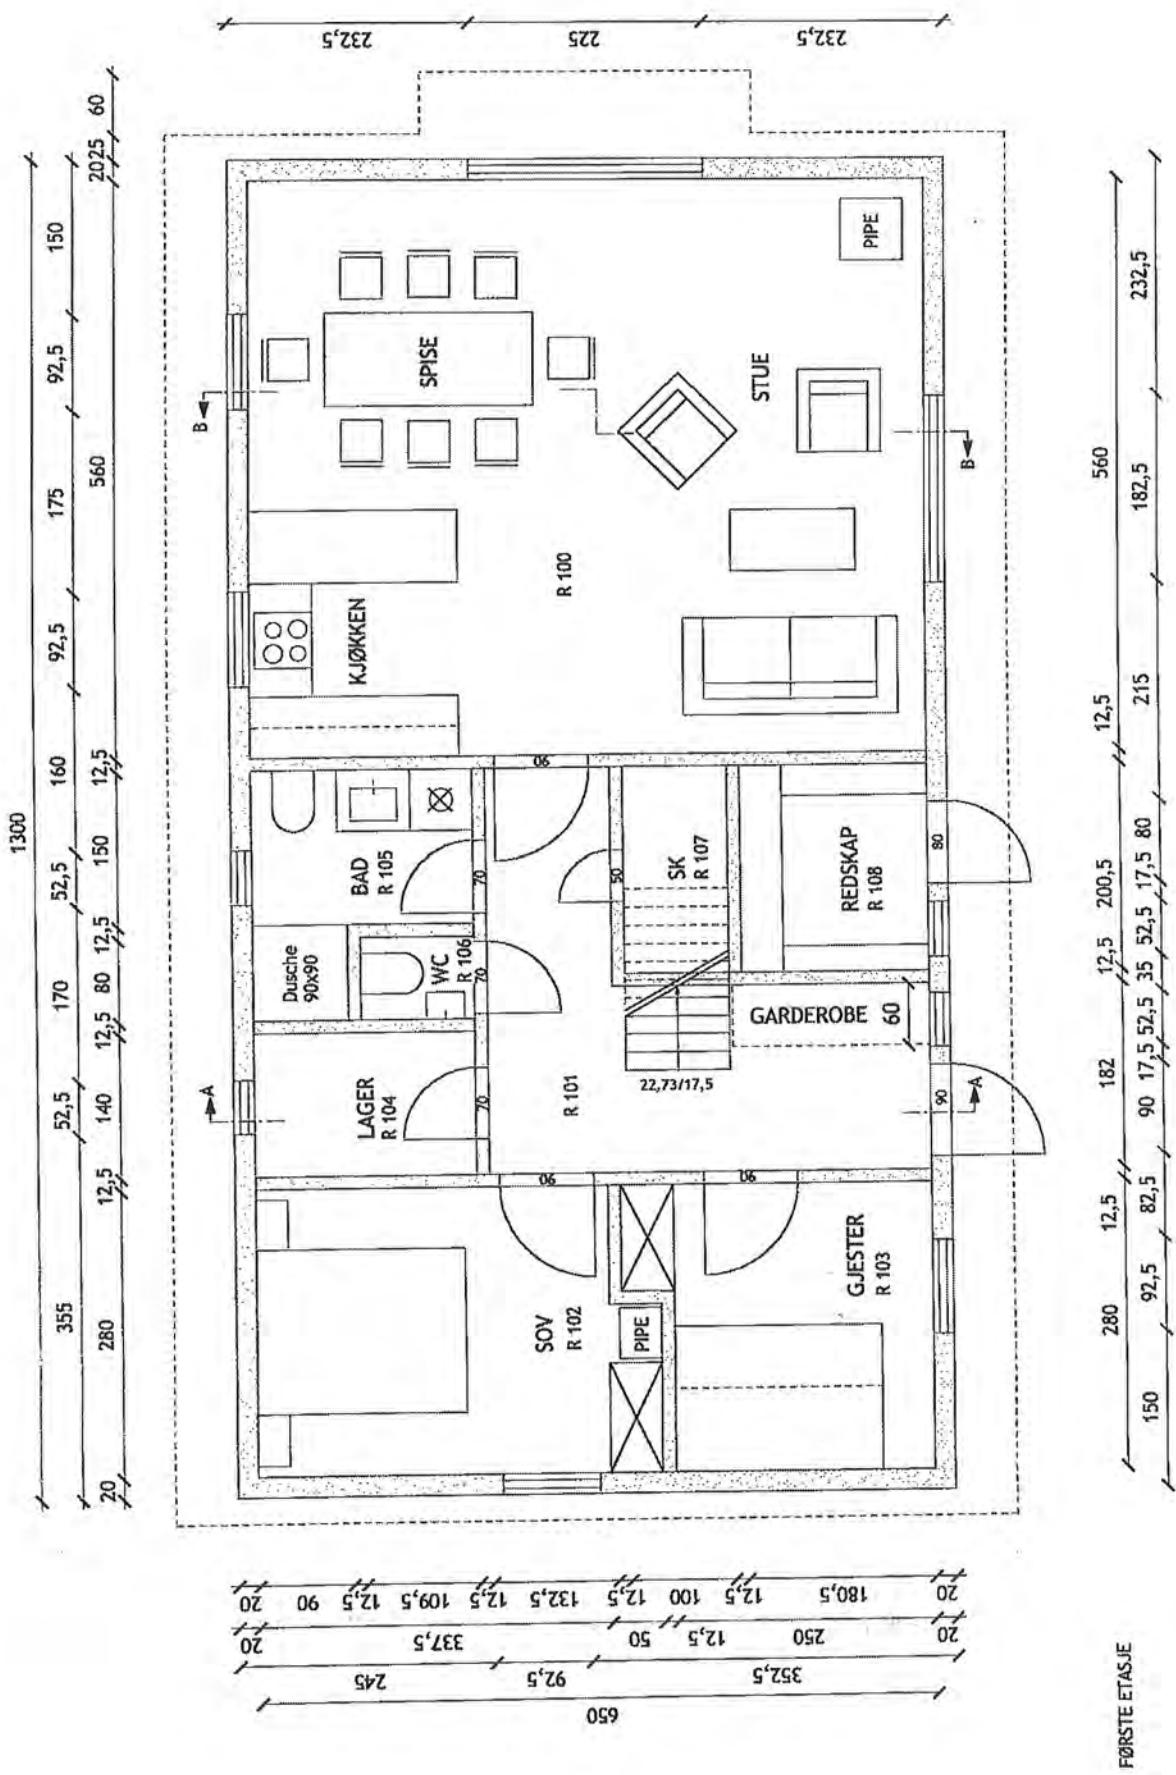 1300
355
52,5
170
52,5
160
92,5
175
92,5
150
20
280
12,5
140
12,5
80
12,5
150
12,5
560
20
25
60
B
A
Dusche
90x90
BAD
R 105
KJØKKEN
SPISE
LAGER
R 104
WC
R 106
70
70
70
90
90
90
50
SOV
R 102
R 101
R 100
SK
R 107
STUE
PIPE
PIPE
22,73/17,5
GARDEROBE
60
GJESTER
R 103
REDSKAP
R 108
90
80
A
B
232,5
225
232,5
20
90
12,5
109,5
12,5
132,5
12,5
100
12,5
180,5
20
20
337,5
50
12,5
250
20
245
92,5
352,5
650
280
12,5
182
12,5
200,5
12,5
560
150
92,5
82,5
90
17,5
52,5
35
52,5
17,5
80
215
182,5
232,5
FØRSTE ETASJE